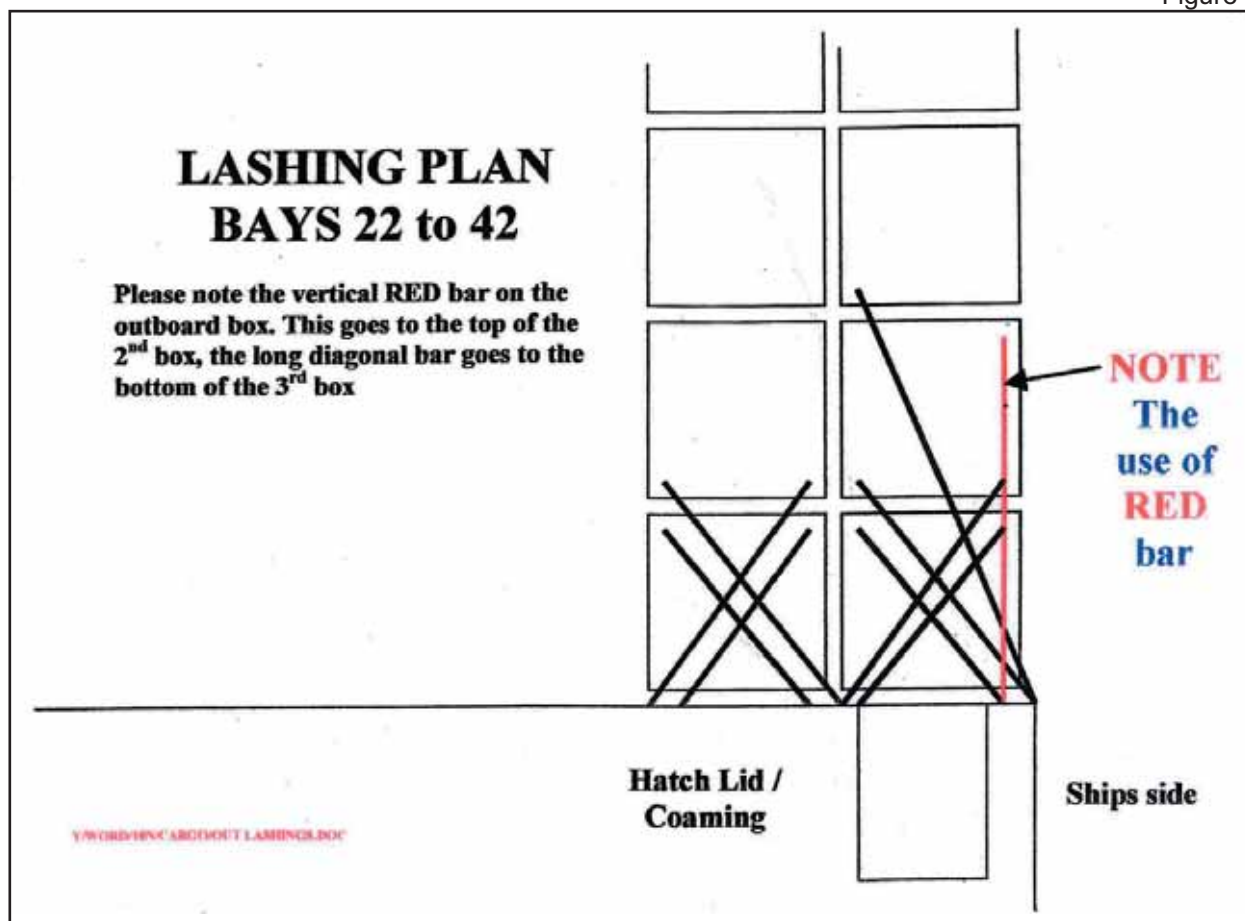 Figure
LASHING PLAN
BAYS 22 to 42
Please note the vertical RED bar on the
outboard box. This goes to the top of the
2nd box, the long diagonal bar goes to the
bottom of the 3rd box
NOTE
The
use of
RED
bar
Hatch Lid /
Coaming
Ships side
LASHINGS.DOC